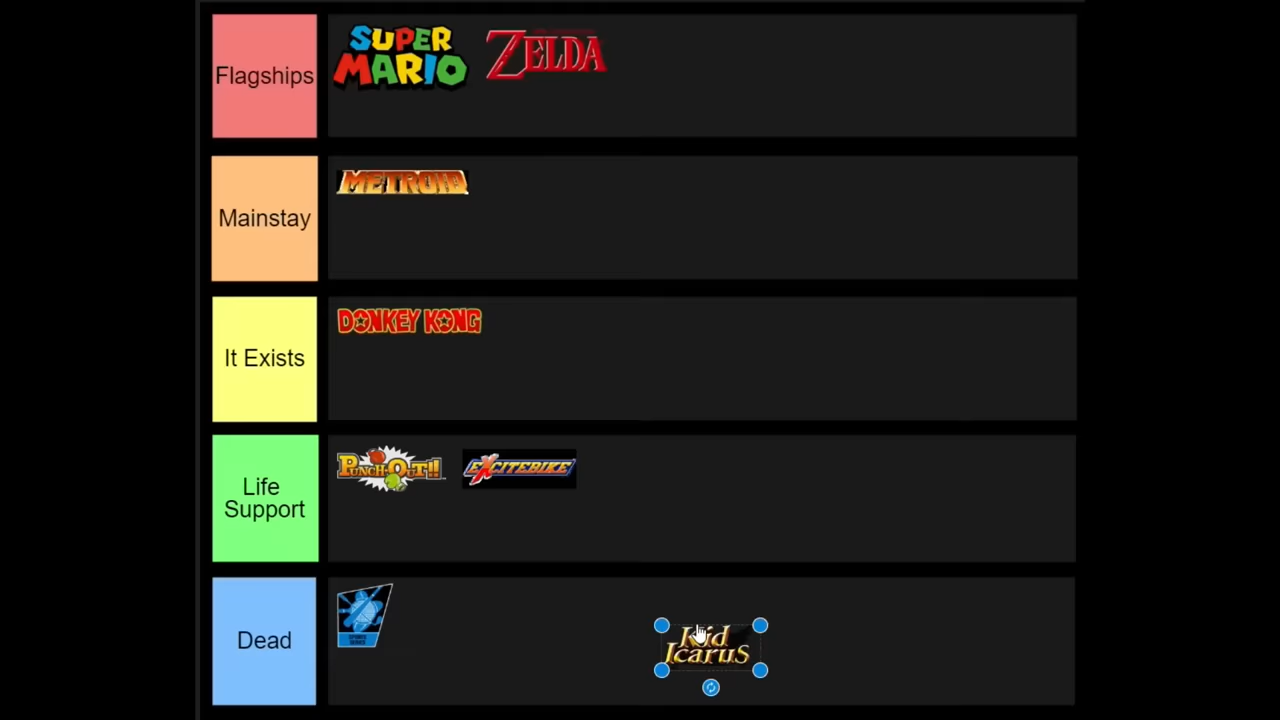 Flagships
SUPER
MARIO
ZELDA
Mainstay
METROID
It Exists
DONKEY KONG
Life
Support
PUNCH-OUT!!
EXCITEBIKE
Dead
Kid
Icarus